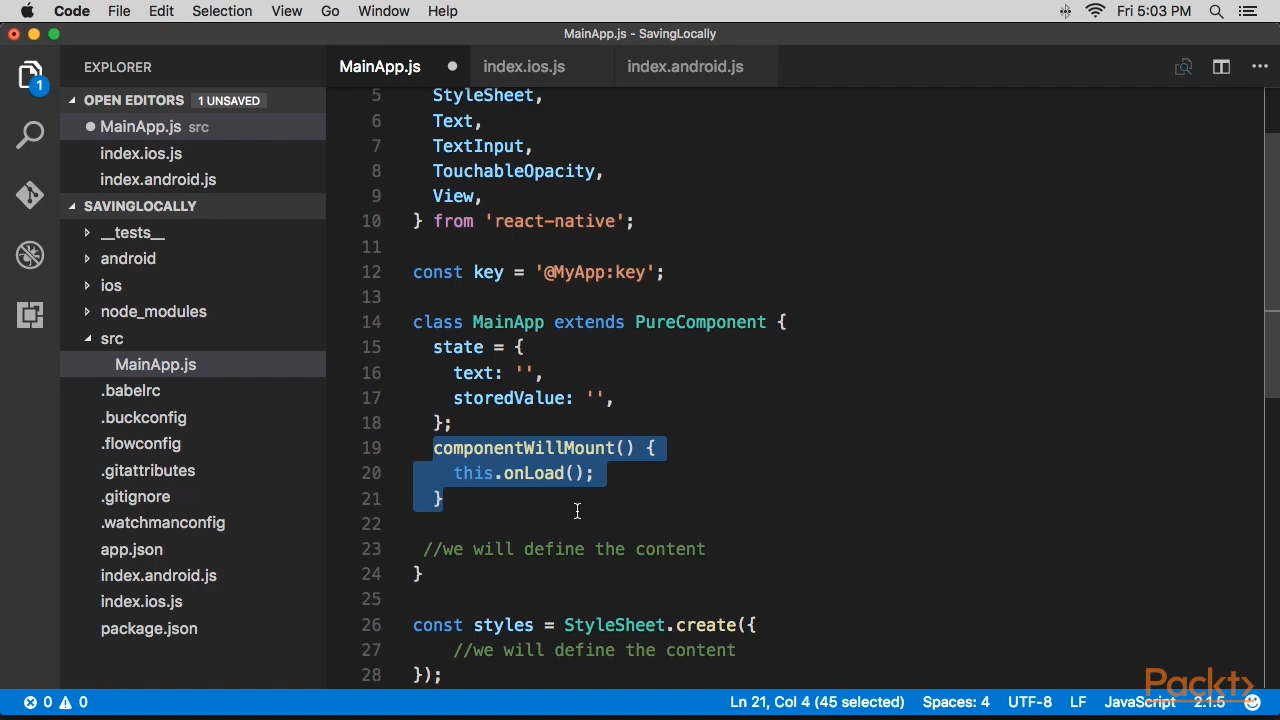 Code File Edit Selection View Go Window Help Fri 5:03 PM
MainApp.js - SavingLocally
EXPLORER
OPEN EDITORS 1 UNSAVED
MainApp.js src
index.ios.js
index.android.js
SAVINGLOCALLY
__tests__
android
ios
node_modules
src
MainApp.js
.babelrc
.buckconfig
.flowconfig
.gitattributes
.gitignore
.watchmanconfig
app.json
index.android.js
index.ios.js
package.json
1
MainApp.js index.ios.js index.android.js
5 StyleSheet,
6 Text,
7 TextInput,
8 TouchableOpacity,
9 View,
10 } from 'react-native';
11
12 const key = '@MyApp:key';
13
14 class MainApp extends PureComponent {
15 state = {
16 text: '',
17 storedValue: '',
18 };
19 componentWillMount() {
20 this.onLoad();
21 }
22
23 //we will define the content
24 }
25
26 const styles = StyleSheet.create({
27 //we will define the content
28 });
Packt>
0 0 Ln 21, Col 4 (45 selected) Spaces: 4 UTF-8 LF JavaScript 2.1.5